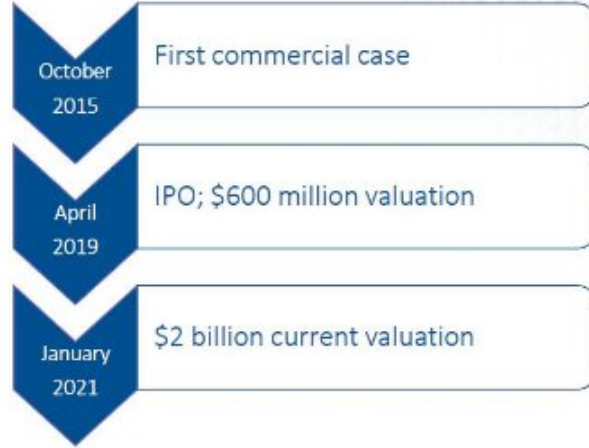 October
2015
First commercial case
April
2019
IPO; $600 million valuation
January
2021
$2 billion current valuation